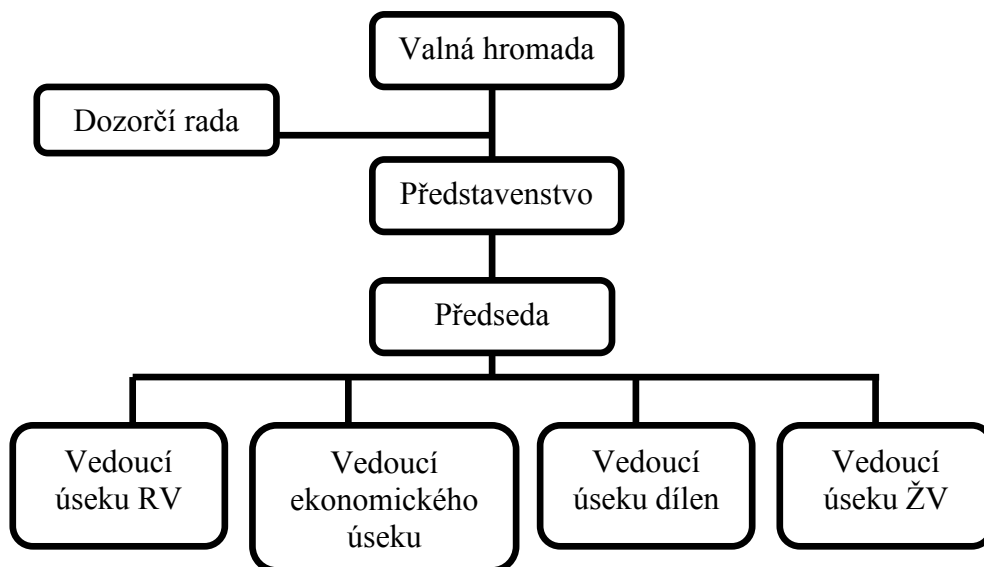 Valná hromada
Dozorčí rada
Představenstvo
Předseda
Vedoucí
úseku RV
Vedoucí
ekonomického
úseku
Vedoucí
úseku dílen
Vedoucí
úseku ŽV